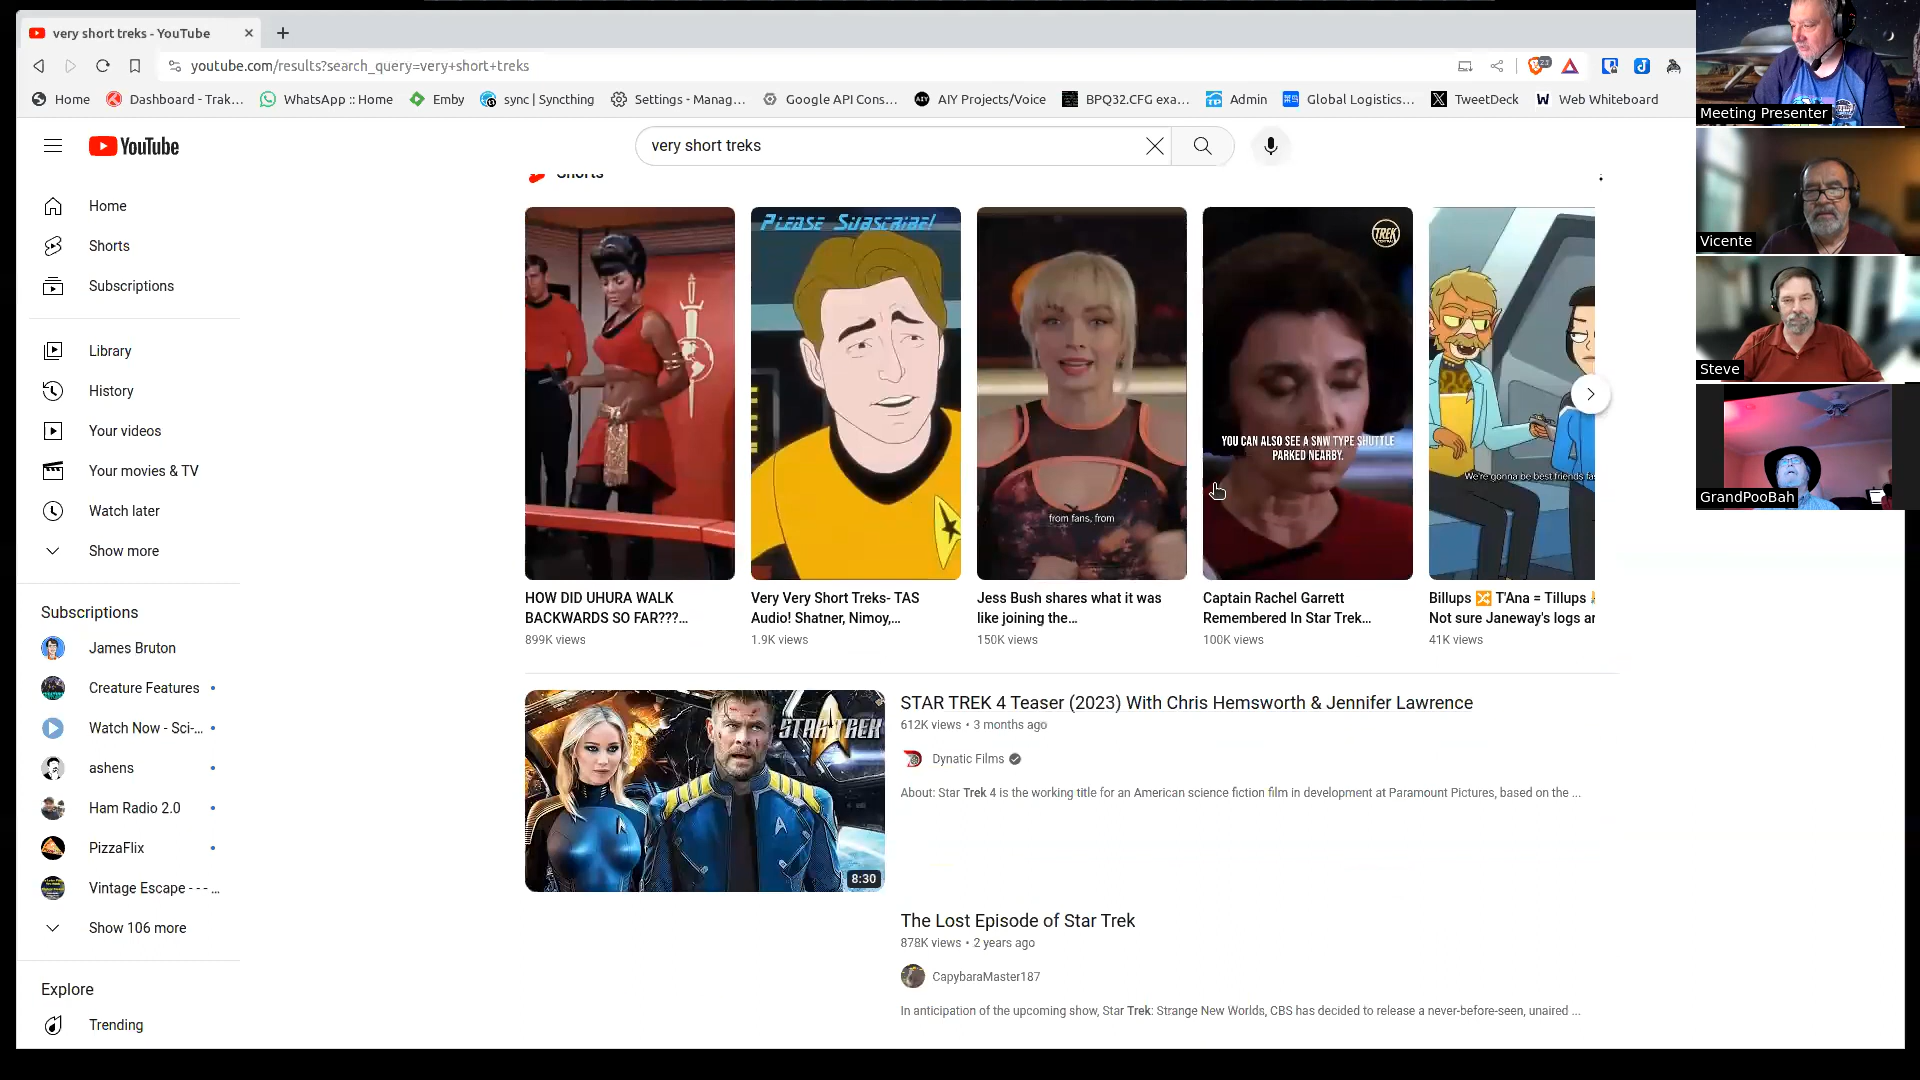 very short treks - YouTube
youtube.com/results?search_query=very+short+treks
Home
Dashboard - Trak...
WhatsApp :: Home
Emby
sync | Syncthing
Settings - Manag...
Google API Cons...
AIY Projects/Voice
BPQ32.CFG exa...
Admin
Global Logistics...
TweetDeck
Web Whiteboard
YouTube
very short treks
Home
Shorts
Subscriptions
Library
History
Your videos
Your movies & TV
Watch later
Show more
Subscriptions
James Bruton
Creature Features
Watch Now - Sci-...
ashens
Ham Radio 2.0
PizzaFlix
Vintage Escape - - - ...
Show 106 more
Explore
Trending
Shorts
PLEASE SUBSCRIBE!
from fans, from
TREK
YOU CAN ALSO SEE A SNW TYPE SHUTTLE
PARKED NEARBY.
We're gonna be best friends fas
HOW DID UHURA WALK
BACKWARDS SO FAR???...
899K views
Very Very Short Treks- TAS
Audio! Shatner, Nimoy,...
1.9K views
Jess Bush shares what it was
like joining the...
150K views
Captain Rachel Garrett
Remembered In Star Trek...
100K views
Billups 🔀 T'Ana = Tillups
Not sure Janeway's logs ar
41K views
STAR TREK
8:30
STAR TREK 4 Teaser (2023) With Chris Hemsworth & Jennifer Lawrence
612K views • 3 months ago
Dynatic Films
About: Star Trek 4 is the working title for an American science fiction film in development at Paramount Pictures, based on the ...
The Lost Episode of Star Trek
878K views • 2 years ago
CapybaraMaster187
In anticipation of the upcoming show, Star Trek: Strange New Worlds, CBS has decided to release a never-before-seen, unaired ...
Meeting Presenter
Vicente
Steve
GrandPooBah